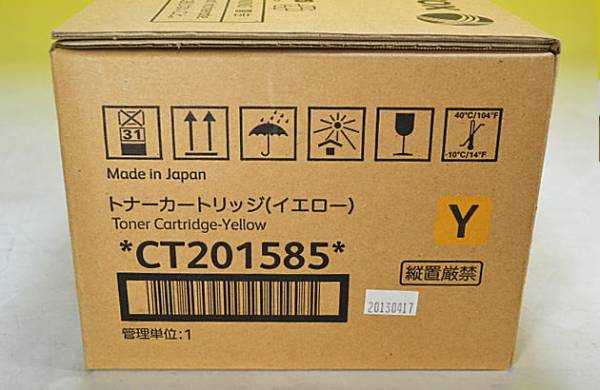 31
40℃/104°F
-10℃/14°F
Made in Japan
トナーカートリッジ(イエロー)
Toner Cartridge-Yellow
Y
*CT201585*
縦置厳禁
20130417
管理単位:1